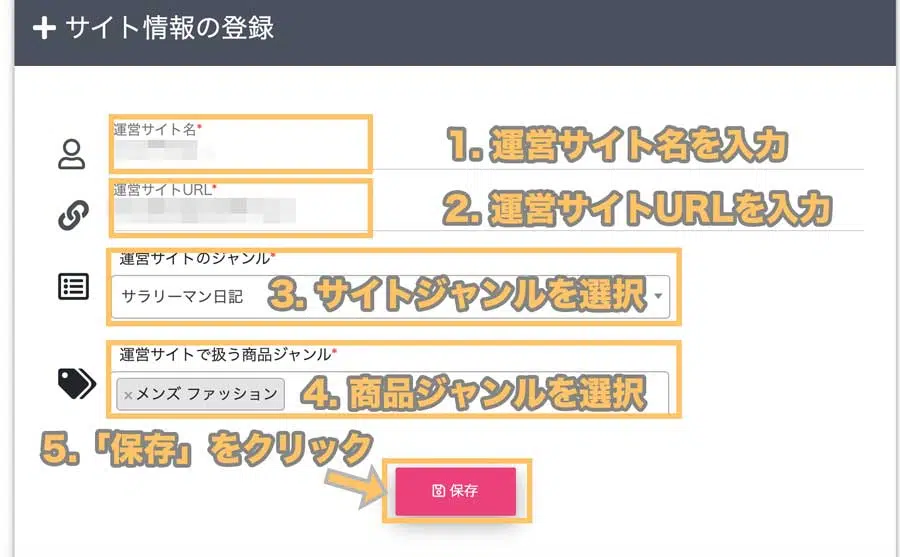 + サイト情報の登録
運営サイト名*
1. 運営サイト名を入力
運営サイトURL*
2. 運営サイトURLを入力
運営サイトのジャンル*
サラリーマン日記
3. サイトジャンルを選択
運営サイトで扱う商品ジャンル*
×メンズ ファッション
4. 商品ジャンルを選択
5.「保存」をクリック
保存